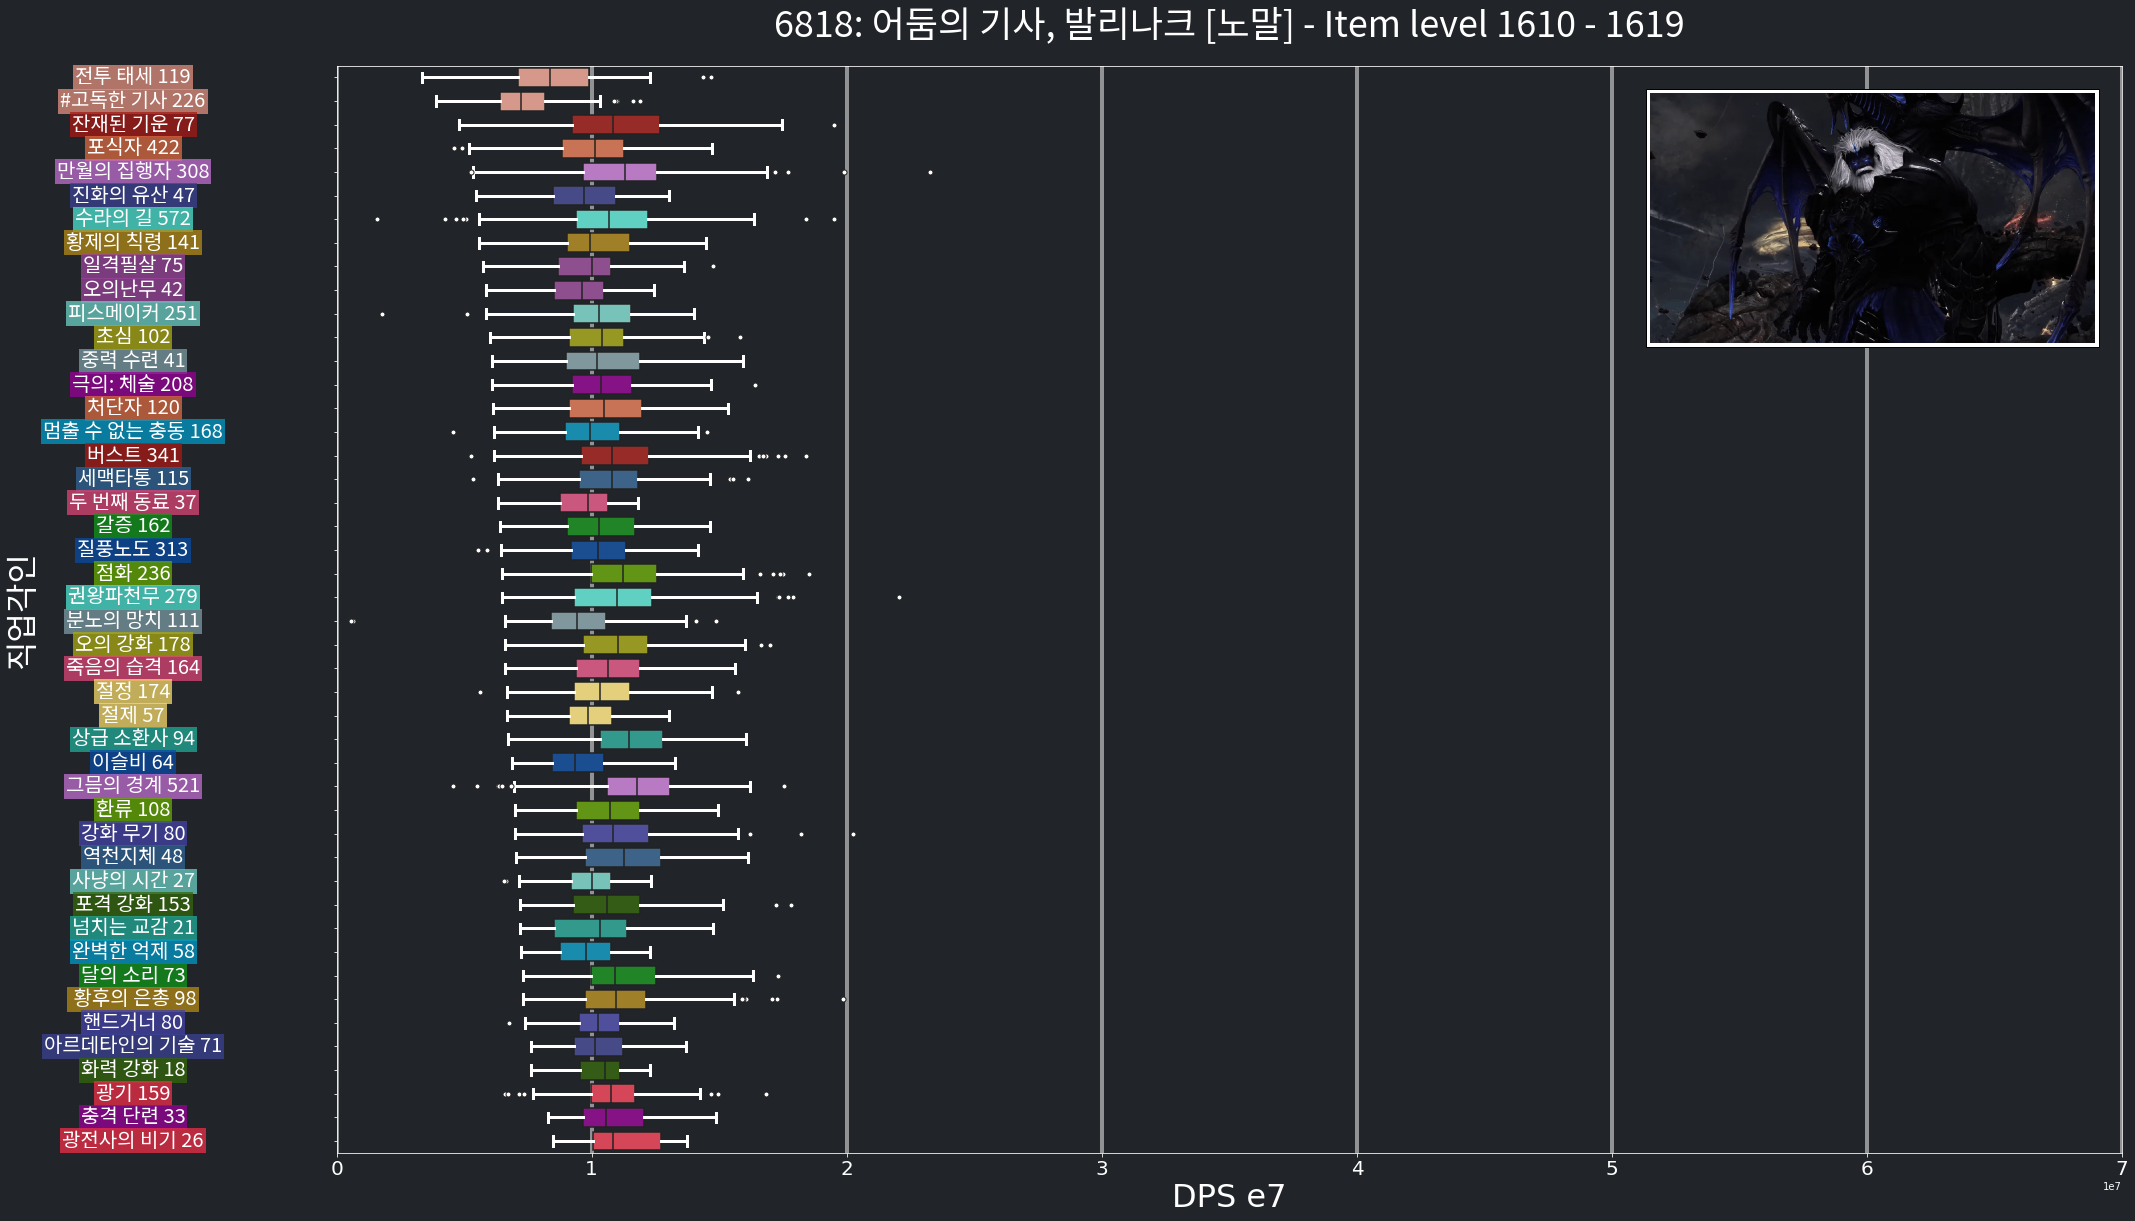 6818: 어둠의 기사, 발리나크 [노말] - Item level 1610 - 1619
전투 태세 119
#고독한 기사 226
잔재된 기운 77
포식자 422
만월의 집행자 308
진화의 유산 47
수라의 길 572
황제의 칙령 141
일격필살 75
오의난무 42
피스메이커 251
초심 102
중력 수련 41
극의: 체술 208
처단자 120
멈출 수 없는 충동 168
버스트 341
세맥타통 115
두 번째 동료 37
갈증 162
질풍노도 313
점화 236
권왕파천무 279
분노의 망치 111
오의 강화 178
죽음의 습격 164
절정 174
절제 57
상급 소환사 94
이슬비 64
그믐의 경계 521
환류 108
강화 무기 80
역천지체 48
사냥의 시간 27
포격 강화 153
넘치는 교감 21
완벽한 억제 58
달의 소리 73
황후의 은총 98
핸드거너 80
아르데타인의 기술 71
화력 강화 18
광기 159
충격 단련 33
광전사의 비기 26
직업각인
0 1 2 3 4 5 6 7
1e7
DPS e7